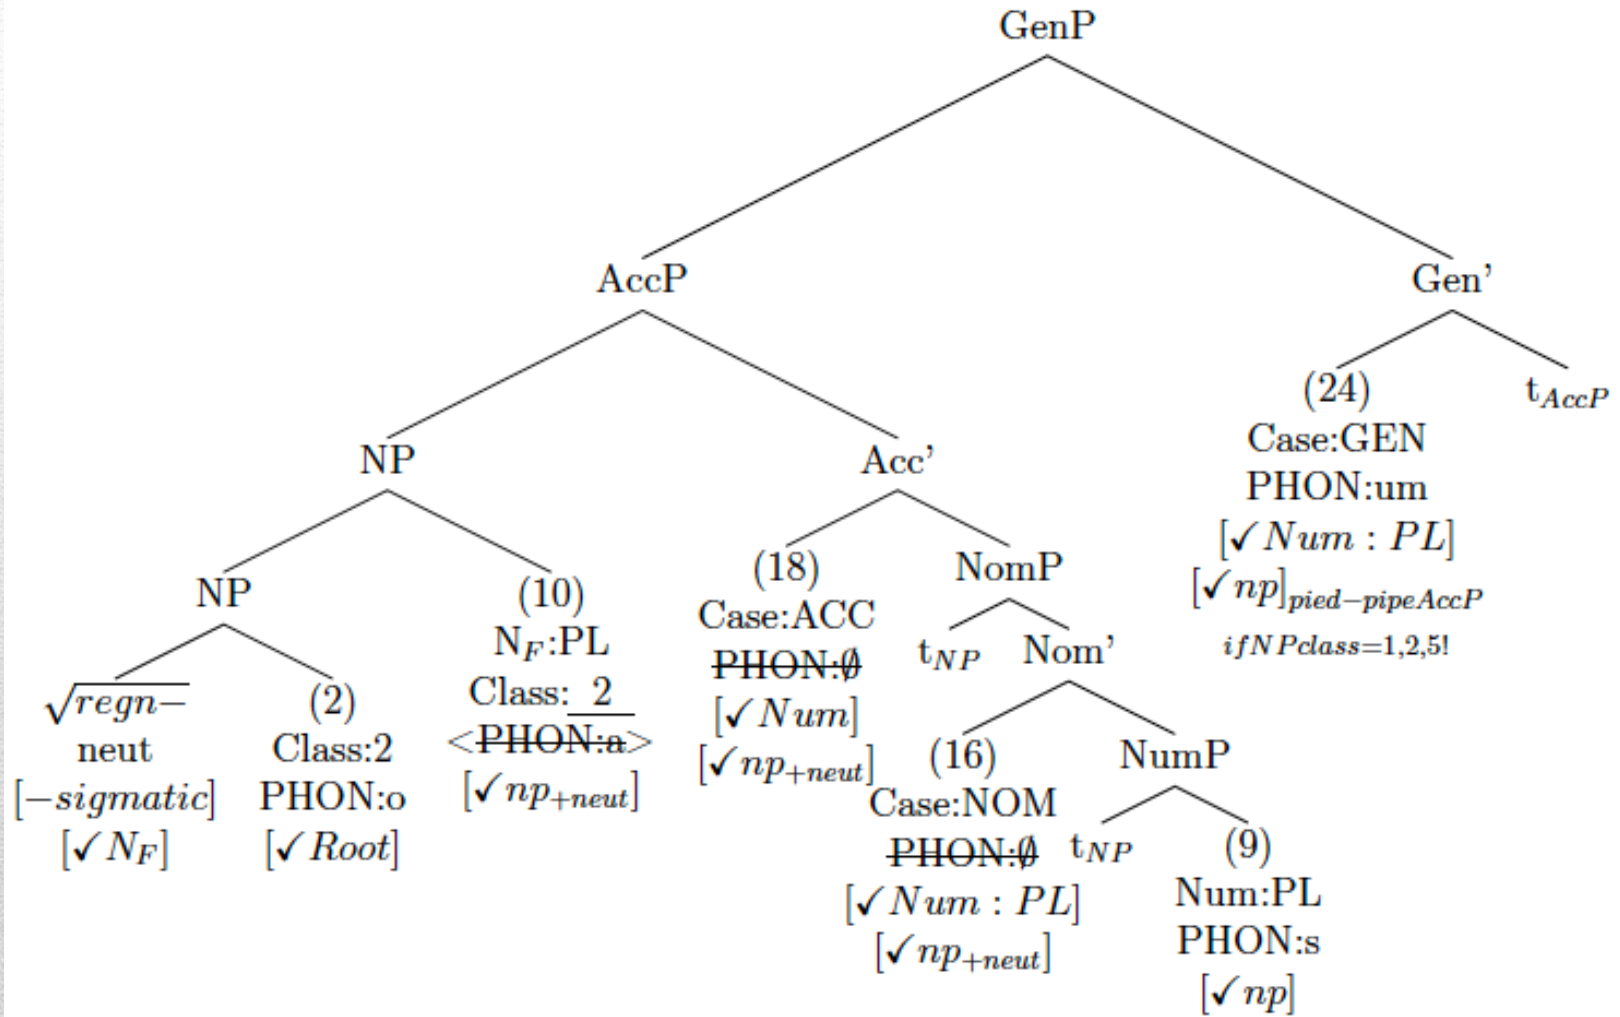 GenP
AccP Gen’
(24) t_AccP
Case:GEN
PHON:um
[✓Num : PL]
[✓np]_pied−pipeAccP
ifNPclass=1,2,5!
NP Acc’
NP (10) (18) NomP
N_F:PL Case:ACC
Class: 2 PHON:∅ t_NP Nom’
<PHON:a> [✓Num]
[✓np_+neut] [✓np_+neut]
√regn− (2)
neut Class:2
[−sigmatic] PHON:o
[✓N_F] [✓Root]
(16) NumP
Case:NOM
PHON:∅ t_NP (9)
[✓Num : PL] Num:PL
[✓np_+neut] PHON:s
[✓np]